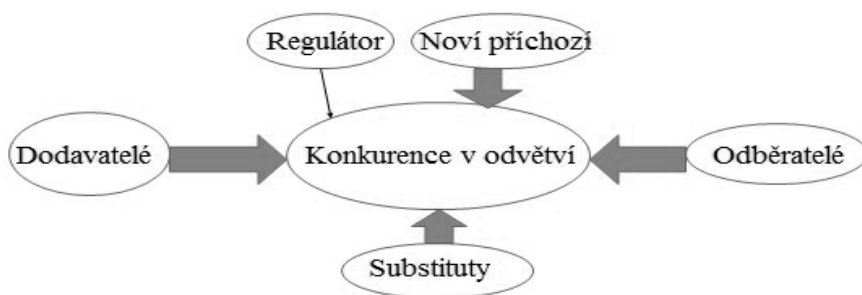 Regulátor
Noví příchozí
Dodavatelé
Konkurence v odvětví
Odběratelé
Substituty